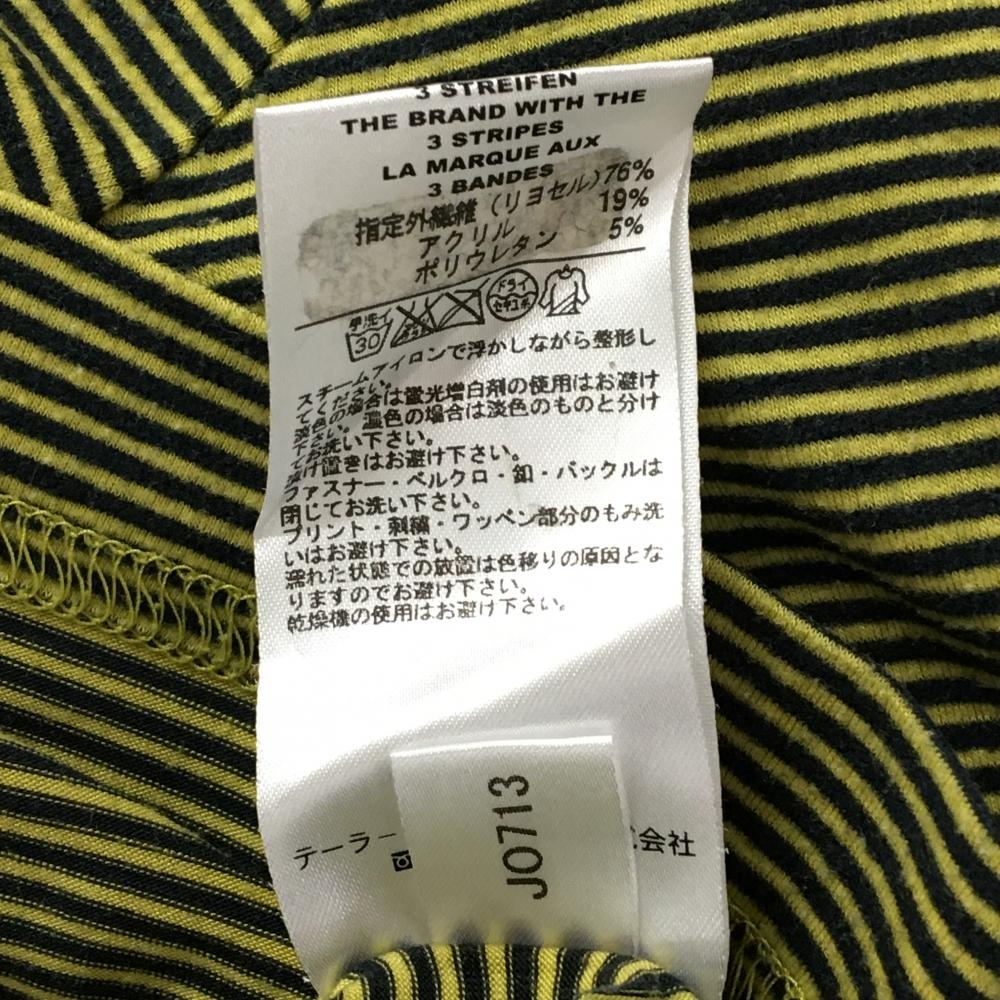 3 STREIFEN
THE BRAND WITH THE
3 STRIPES
LA MARQUE AUX
3 BANDES
指定外繊維(リヨセル)76%
アクリル 19%
ポリウレタン 5%
手洗イ
30
ドライ
セキユ系
スチームアイロンで浮かしながら整形し
てください。
淡色の場合は蛍光増白剤の使用はお避け
下さい。濃色の場合は淡色のものと分け
てお洗い下さい。
漬け置きはお避け下さい。
ファスナー・ベルクロ・釦・バックルは
閉じてお洗い下さい。
プリント・刺繍・ワッペン部分のもみ洗
いはお避け下さい。
濡れた状態での放置は色移りの原因とな
りますのでお避け下さい。
乾燥機の使用はお避け下さい。
JO713
テーラー
会社